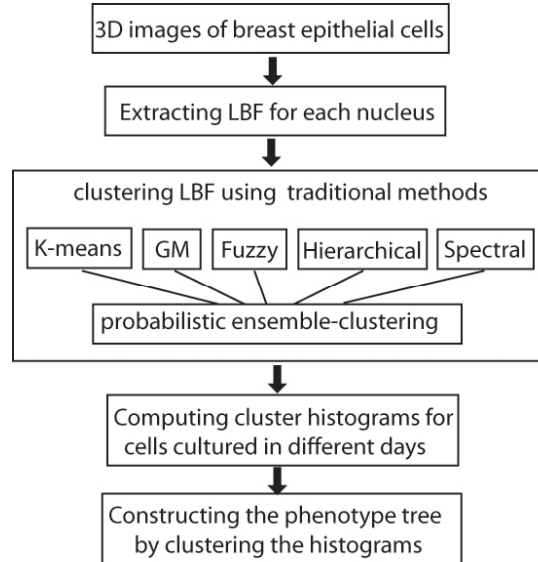 3D images of breast epithelial cells
Extracting LBF for each nucleus
clustering LBF using traditional methods
K-means GM Fuzzy Hierarchical Spectral
probabilistic ensemble-clustering
Computing cluster histograms for
cells cultured in different days
Constructing the phenotype tree
by clustering the histograms